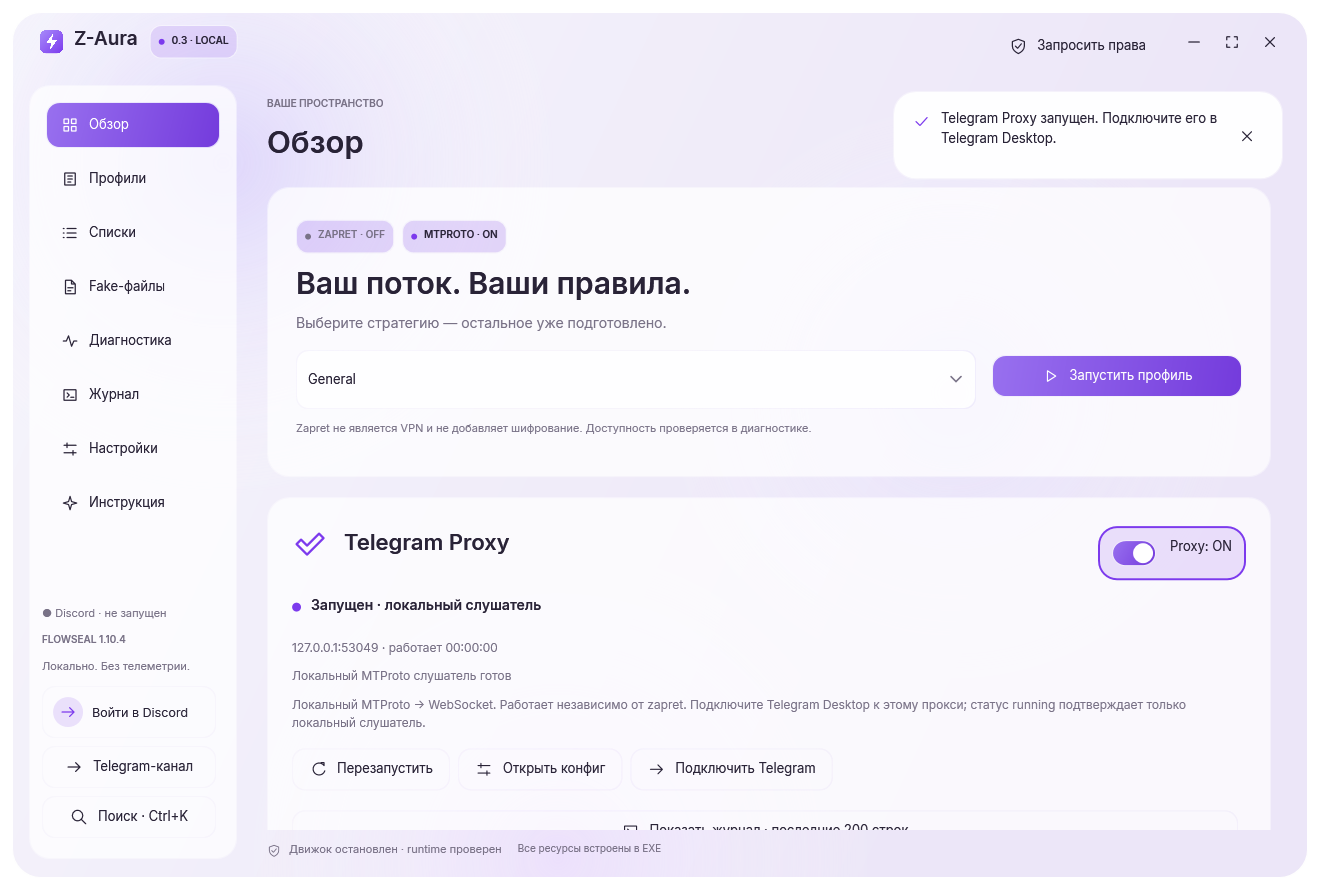 Z-Aura
0.3 · LOCAL
Запросить права
Обзор
Профили
Списки
Fake-файлы
Диагностика
Журнал
Настройки
Инструкция
Discord · не запущен
FLOWSEAL 1.10.4
Локально. Без телеметрии.
Войти в Discord
Telegram-канал
Поиск · Ctrl+K
ВАШЕ ПРОСТРАНСТВО
Обзор
Telegram Proxy запущен. Подключите его в
Telegram Desktop.
ZAPRET · OFF
MTPROTO · ON
Ваш поток. Ваши правила.
Выберите стратегию — остальное уже подготовлено.
General
Запустить профиль
Zapret не является VPN и не добавляет шифрование. Доступность проверяется в диагностике.
Telegram Proxy
Proxy: ON
Запущен · локальный слушатель
127.0.0.1:53049 · работает 00:00:00
Локальный MTProto слушатель готов
Локальный MTProto → WebSocket. Работает независимо от zapret. Подключите Telegram Desktop к этому прокси; статус running подтверждает только
локальный слушатель.
Перезапустить
Открыть конфиг
Подключить Telegram
Показать журнал · последние 200 строк
Движок остановлен · runtime проверен
Все ресурсы встроены в EXE